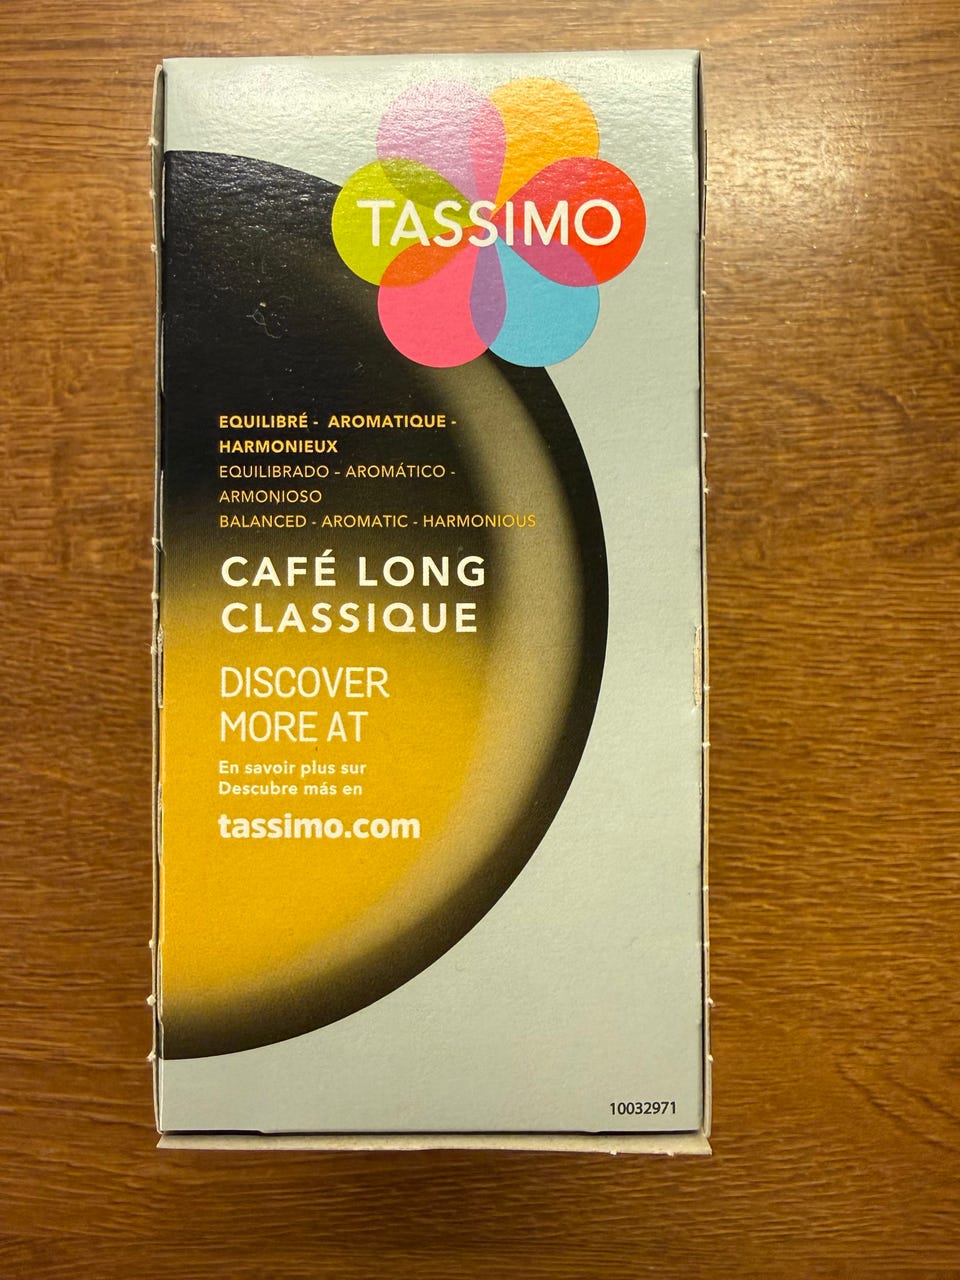 TASSIMO
EQUILIBRÉ - AROMATIQUE -
HARMONIEUX
EQUILIBRADO - AROMÁTICO -
ARMONIOSO
BALANCED - AROMATIC - HARMONIOUS
CAFÉ LONG
CLASSIQUE
DISCOVER
MORE AT
En savoir plus sur
Descubre más en
tassimo.com
10032971